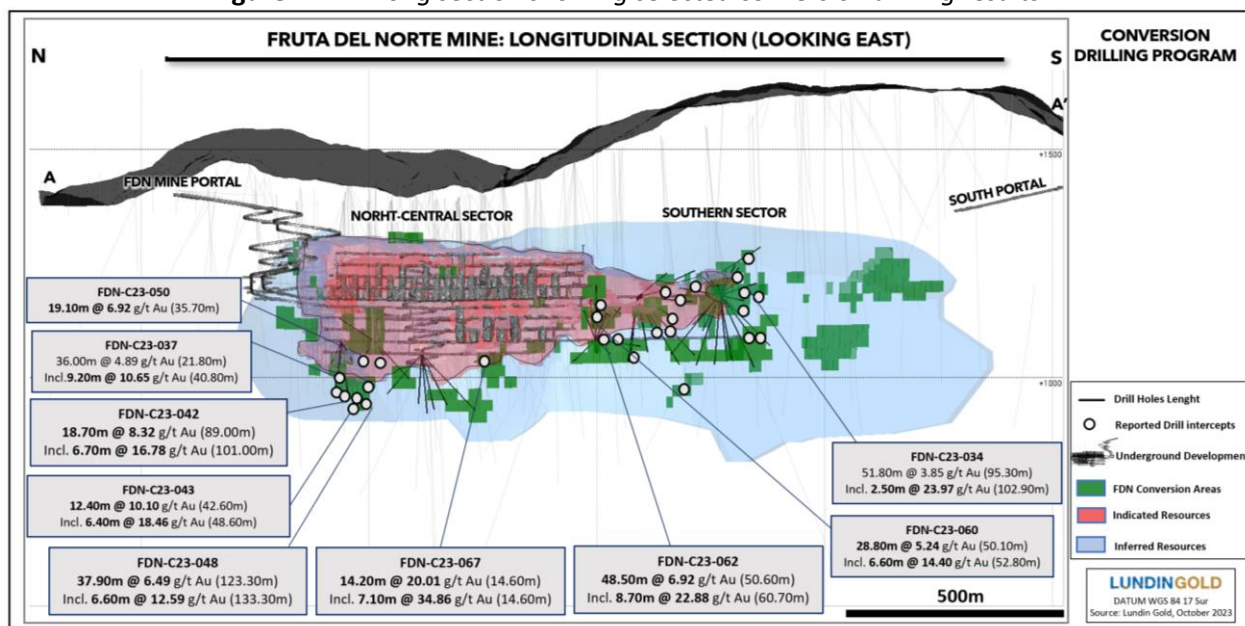 FRUTA DEL NORTE MINE: LONGITUDINAL SECTION (LOOKING EAST)
CONVERSION
DRILLING PROGRAM
N
S
A'
+1500
A
FDN MINE PORTAL
SOUTH PORTAL
NORHT-CENTRAL SECTOR
SOUTHERN SECTOR
FDN-C23-050
19.10m @ 6.92 g/t Au (35.70m)
FDN-C23-037
36.00m @ 4.89 g/t Au (21.80m)
Incl.9.20m @ 10.65 g/t Au (40.80m)
+1000
FDN-C23-042
18.70m @ 8.32 g/t Au (89.00m)
Incl. 6.70m @ 16.78 g/t Au (101.00m)
FDN-C23-043
12.40m @ 10.10 g/t Au (42.60m)
Incl. 6.40m @ 18.46 g/t Au (48.60m)
FDN-C23-048
37.90m @ 6.49 g/t Au (123.30m)
Incl. 6.60m @ 12.59 g/t Au (133.30m)
FDN-C23-067
14.20m @ 20.01 g/t Au (14.60m)
Incl. 7.10m @ 34.86 g/t Au (14.60m)
FDN-C23-062
48.50m @ 6.92 g/t Au (50.60m)
Incl. 8.70m @ 22.88 g/t Au (60.70m)
FDN-C23-034
51.80m @ 3.85 g/t Au (95.30m)
Incl. 2.50m @ 23.97 g/t Au (102.90m)
FDN-C23-060
28.80m @ 5.24 g/t Au (50.10m)
Incl. 6.60m @ 14.40 g/t Au (52.80m)
500m
Drill Holes Lenght
Reported Drill intercepts
Underground Development
FDN Conversion Areas
Indicated Resources
Inferred Resources
LUNDINGOLD
DATUM WGS 84 17 Sur
Source: Lundin Gold, October 2023